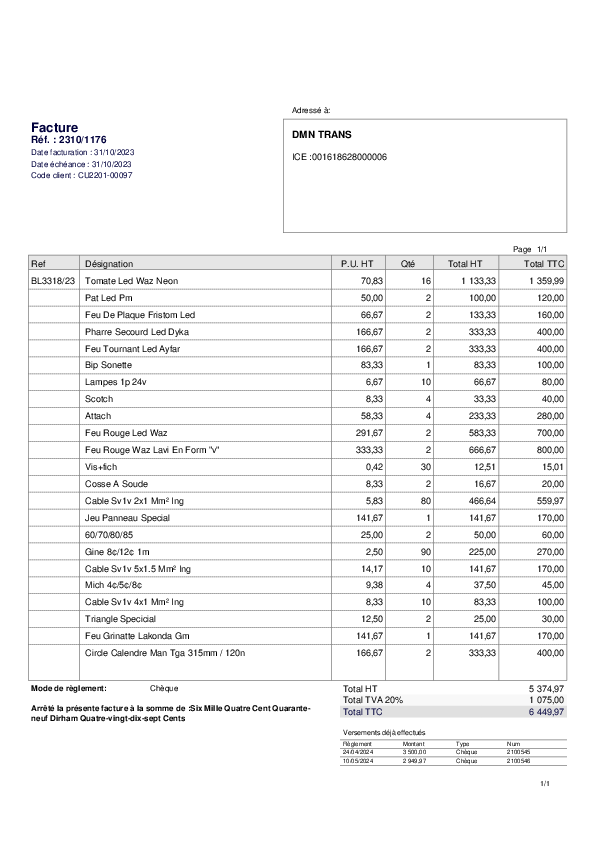 Adressé à:
Facture
Réf. : 2310/1176
Date facturation : 31/10/2023
Date échéance : 31/10/2023
Code client : CU2201-00097
DMN TRANS
ICE :001618628000006
Page 1/1
Ref Désignation P.U. HT Qté Total HT Total TTC
BL3318/23 Tomate Led Waz Neon 70,83 16 1 133,33 1 359,99
Pat Led Pm 50,00 2 100,00 120,00
Feu De Plaque Fristom Led 66,67 2 133,33 160,00
Pharre Secourd Led Dyka 166,67 2 333,33 400,00
Feu Tournant Led Ayfar 166,67 2 333,33 400,00
Bip Sonette 83,33 1 83,33 100,00
Lampes 1p 24v 6,67 10 66,67 80,00
Scotch 8,33 4 33,33 40,00
Attach 58,33 4 233,33 280,00
Feu Rouge Led Waz 291,67 2 583,33 700,00
Feu Rouge Waz Lavi En Form "V" 333,33 2 666,67 800,00
Vis+fich 0,42 30 12,51 15,01
Cosse A Soude 8,33 2 16,67 20,00
Cable Sv1v 2x1 Mm² Ing 5,83 80 466,64 559,97
Jeu Panneau Special 141,67 1 141,67 170,00
60/70/80/85 25,00 2 50,00 60,00
Gine 8¢/12¢ 1m 2,50 90 225,00 270,00
Cable Sv1v 5x1.5 Mm² Ing 14,17 10 141,67 170,00
Mich 4¢/5¢/8¢ 9,38 4 37,50 45,00
Cable Sv1v 4x1 Mm² Ing 8,33 10 83,33 100,00
Triangle Specicial 12,50 2 25,00 30,00
Feu Grinatte Lakonda Gm 141,67 1 141,67 170,00
Circle Calendre Man Tga 315mm / 120n 166,67 2 333,33 400,00
Mode de règlement: Chèque
Total HT 5 374,97
Total TVA 20% 1 075,00
Total TTC 6 449,97
Arrêté la présente facture à la somme de :Six Mille Quatre Cent Quarante-
neuf Dirham Quatre-vingt-dix-sept Cents
Versements déjà effectués
Règlement Montant Type Num
24/04/2024 3 500,00 Chèque 2100545
10/05/2024 2 949,97 Chèque 2100546
1/1